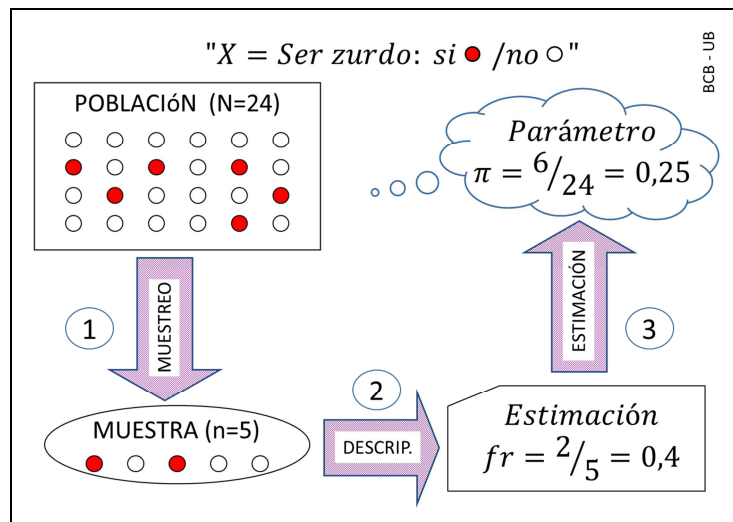 "X = Ser zurdo: si /no "
BCB - UB
POBLACIÓN (N=24)
Parámetro
π = 6/24 = 0,25
1
MUESTREO
ESTIMACIÓN
3
MUESTRA (n=5)
2
DESCRIP.
Estimación
fr = 2/5 = 0,4